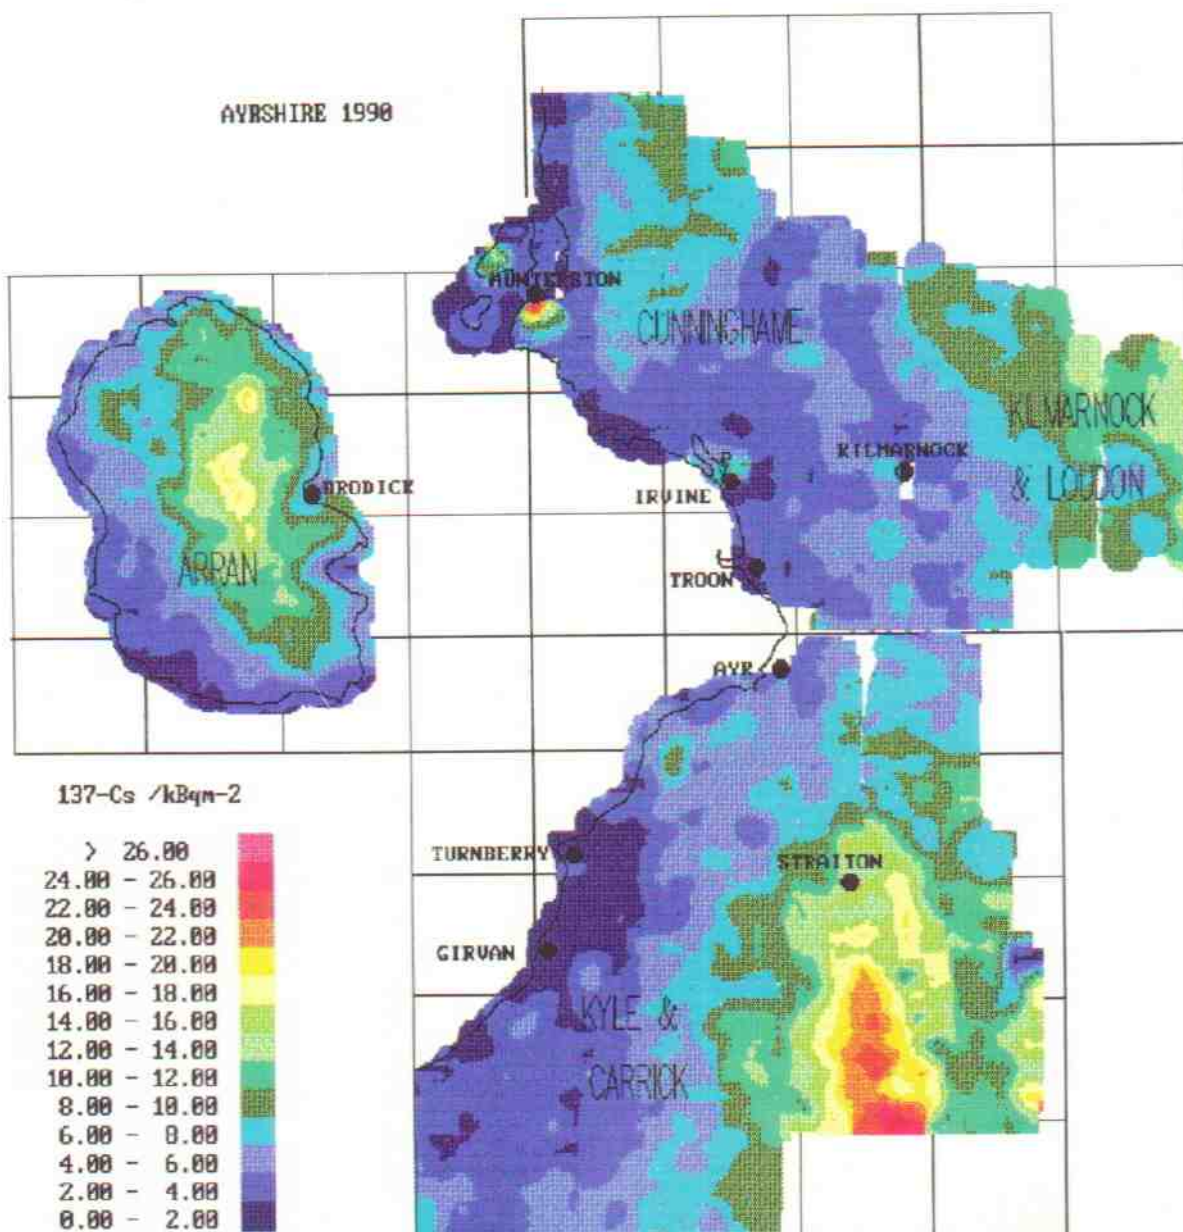 AYRSHIRE 1990
HUNTERSTON
CUNNINGHAME
KILMARNOCK
& LOUDON
KILMARNOCK
IRVINE
BRODICK
ARRAN
TROON
AYR
137-Cs /kBqm-2
> 26.00
24.00 - 26.00
22.00 - 24.00
20.00 - 22.00
18.00 - 20.00
16.00 - 18.00
14.00 - 16.00
12.00 - 14.00
10.00 - 12.00
8.00 - 10.00
6.00 - 8.00
4.00 - 6.00
2.00 - 4.00
0.00 - 2.00
TURNBERRY
STRAITON
GIRVAN
KYLE &
CARRICK